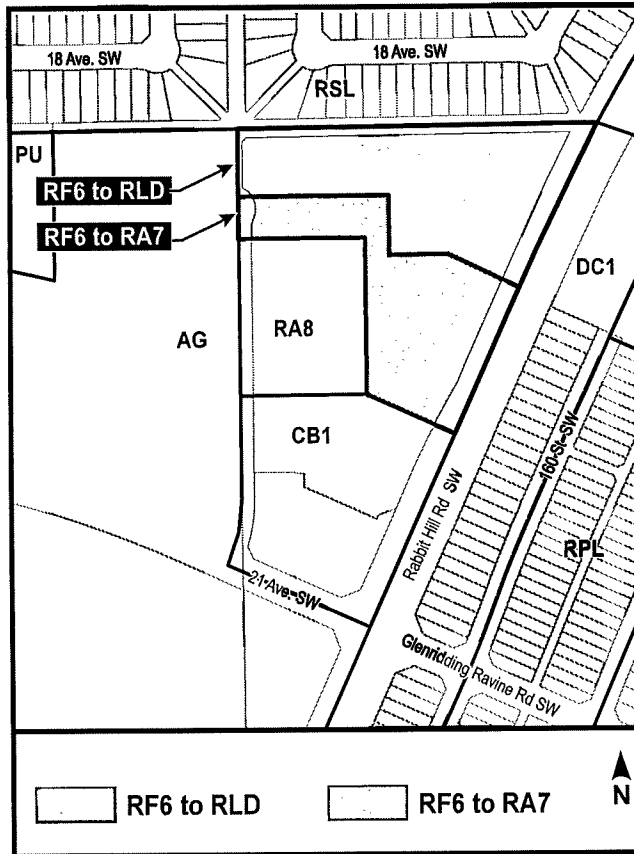 18 Ave. SW
18 Ave. SW
RSL
PU
RF6 to RLD
RF6 to RA7
DC1
AG
RA8
CB1
160 St. SW
Rabbit Hill Rd SW
RPL
21 Ave. SW
Glenridding Ravine Rd SW
RF6 to RLD
RF6 to RA7
N